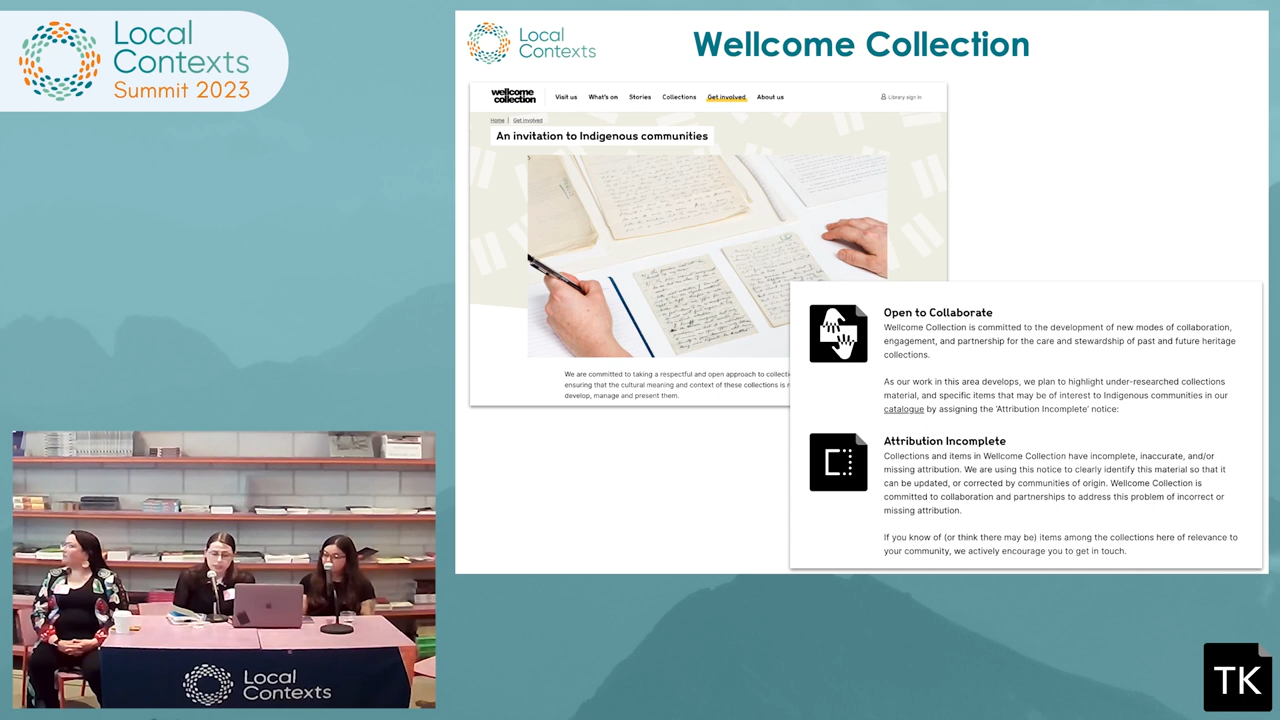 Local
Contexts
Summit 2023
Local
Contexts
Wellcome Collection
wellcome
collection
Visit us
What's on
Stories
Collections
Get involved
About us
Library sign in
Home | Get involved
An invitation to Indigenous communities
We are committed to taking a respectful and open approach to collecti
ensuring that the cultural meaning and context of these collections is r
develop, manage and present them.
Open to Collaborate
Wellcome Collection is committed to the development of new modes of collaboration,
engagement, and partnership for the care and stewardship of past and future heritage
collections.
As our work in this area develops, we plan to highlight under-researched collections
material, and specific items that may be of interest to Indigenous communities in our
catalogue by assigning the 'Attribution Incomplete' notice:
Attribution Incomplete
Collections and items in Wellcome Collection have incomplete, inaccurate, and/or
missing attribution. We are using this notice to clearly identify this material so that it
can be updated, or corrected by communities of origin. Wellcome Collection is
committed to collaboration and partnerships to address this problem of incorrect or
missing attribution.
If you know of (or think there may be) items among the collections here of relevance to
your community, we actively encourage you to get in touch.
Local
Contexts
TK